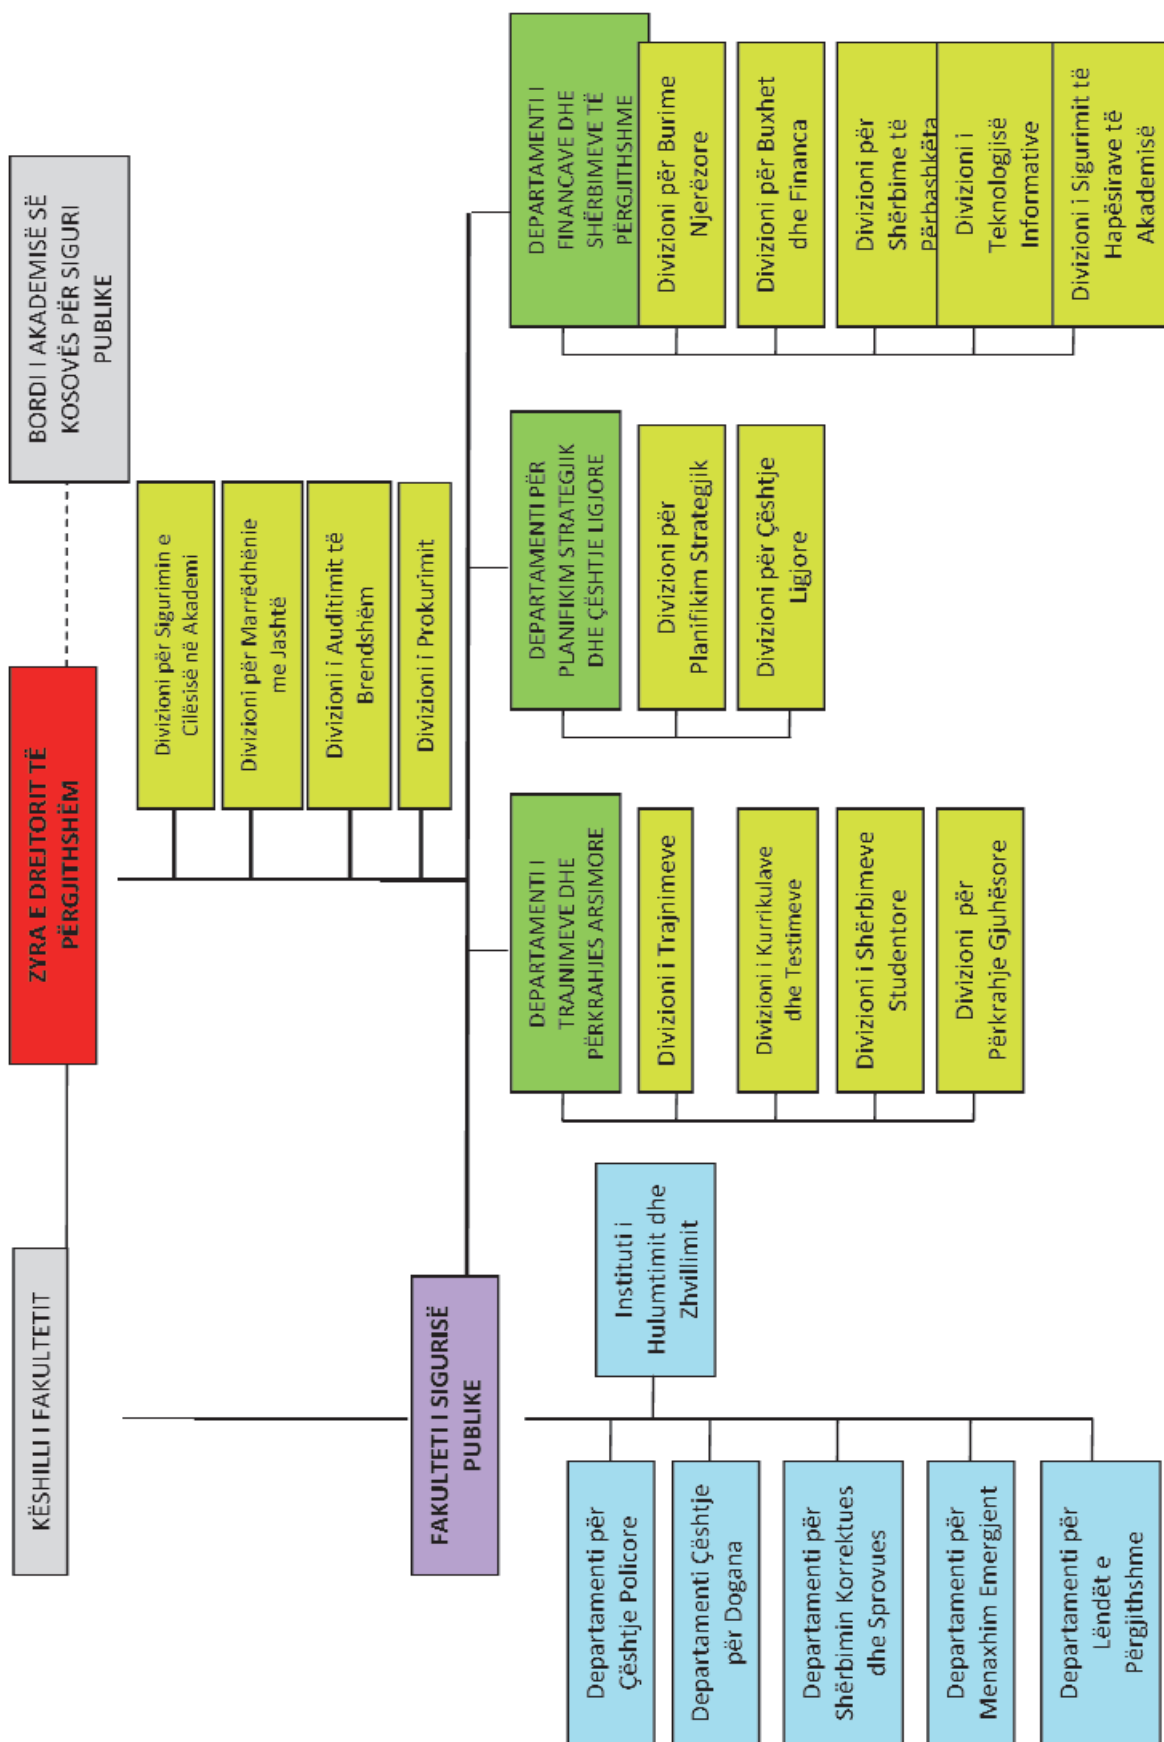 KËSHILLI I FAKULTETIT
ZYRA E DREJTORIT TË
PËRGJITHSHËM
BORDI I AKADEMISË SË
KOSOVËS PËR SIGURI
PUBLIKE
Divizioni për Sigurimin e
Cilësisë në Akademi
Divizioni për Marrëdhënie
me Jashtë
Divizioni i Auditimit të
Brendshëm
Divizioni i Prokurimit
FAKULTETI I SIGURISË
PUBLIKE
Departamenti për
Çështje Policore
Departamenti Çështje
për Dogana
Departamenti për
Shërbimin Korrektues
dhe Sprovues
Departamenti për
Menaxhim Emergjent
Departamenti për
Lëndët e
Përgjithshme
Instituti i
Hulumtimit dhe
Zhvillimit
DEPARTAMENTI I
TRAJNIMEVE DHE
PËRKRAHJES ARSIMORE
Divizioni i Trajnimeve
Divizioni i Kurrikulave
dhe Testimeve
Divizioni i Shërbimeve
Studentore
Divizioni për
Përkrahje Gjuhësore
DEPARTAMENTI PËR
PLANIFIKIM STRATEGJIK
DHE ÇËSHTJE LIGJORE
Divizioni për
Planifikim Strategjik
Divizioni për Çështje
Ligjore
DEPARTAMENTI I
FINANCAVE DHE
SHËRBIMEVE TË
PËRGJITHSHME
Divizioni për Burime
Njerëzore
Divizioni për Buxhet
dhe Financa
Divizioni për
Shërbime të
Përbashkëta
Divizioni i
Teknologjisë
Informative
Divizioni i Sigurimit të
Hapësirave të
Akademisë